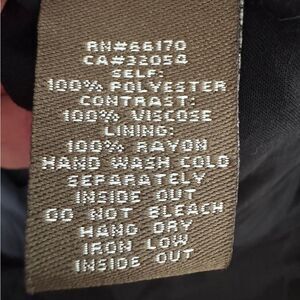 RN#66170
CA#32054
SELF:
100% POLYESTER
CONTRAST:
100% VISCOSE
LINING:
100% RAYON
HAND WASH COLD
SEPARATELY
INSIDE OUT
DO NOT BLEACH
HANG DRY
IRON LOW
INSIDE OUT